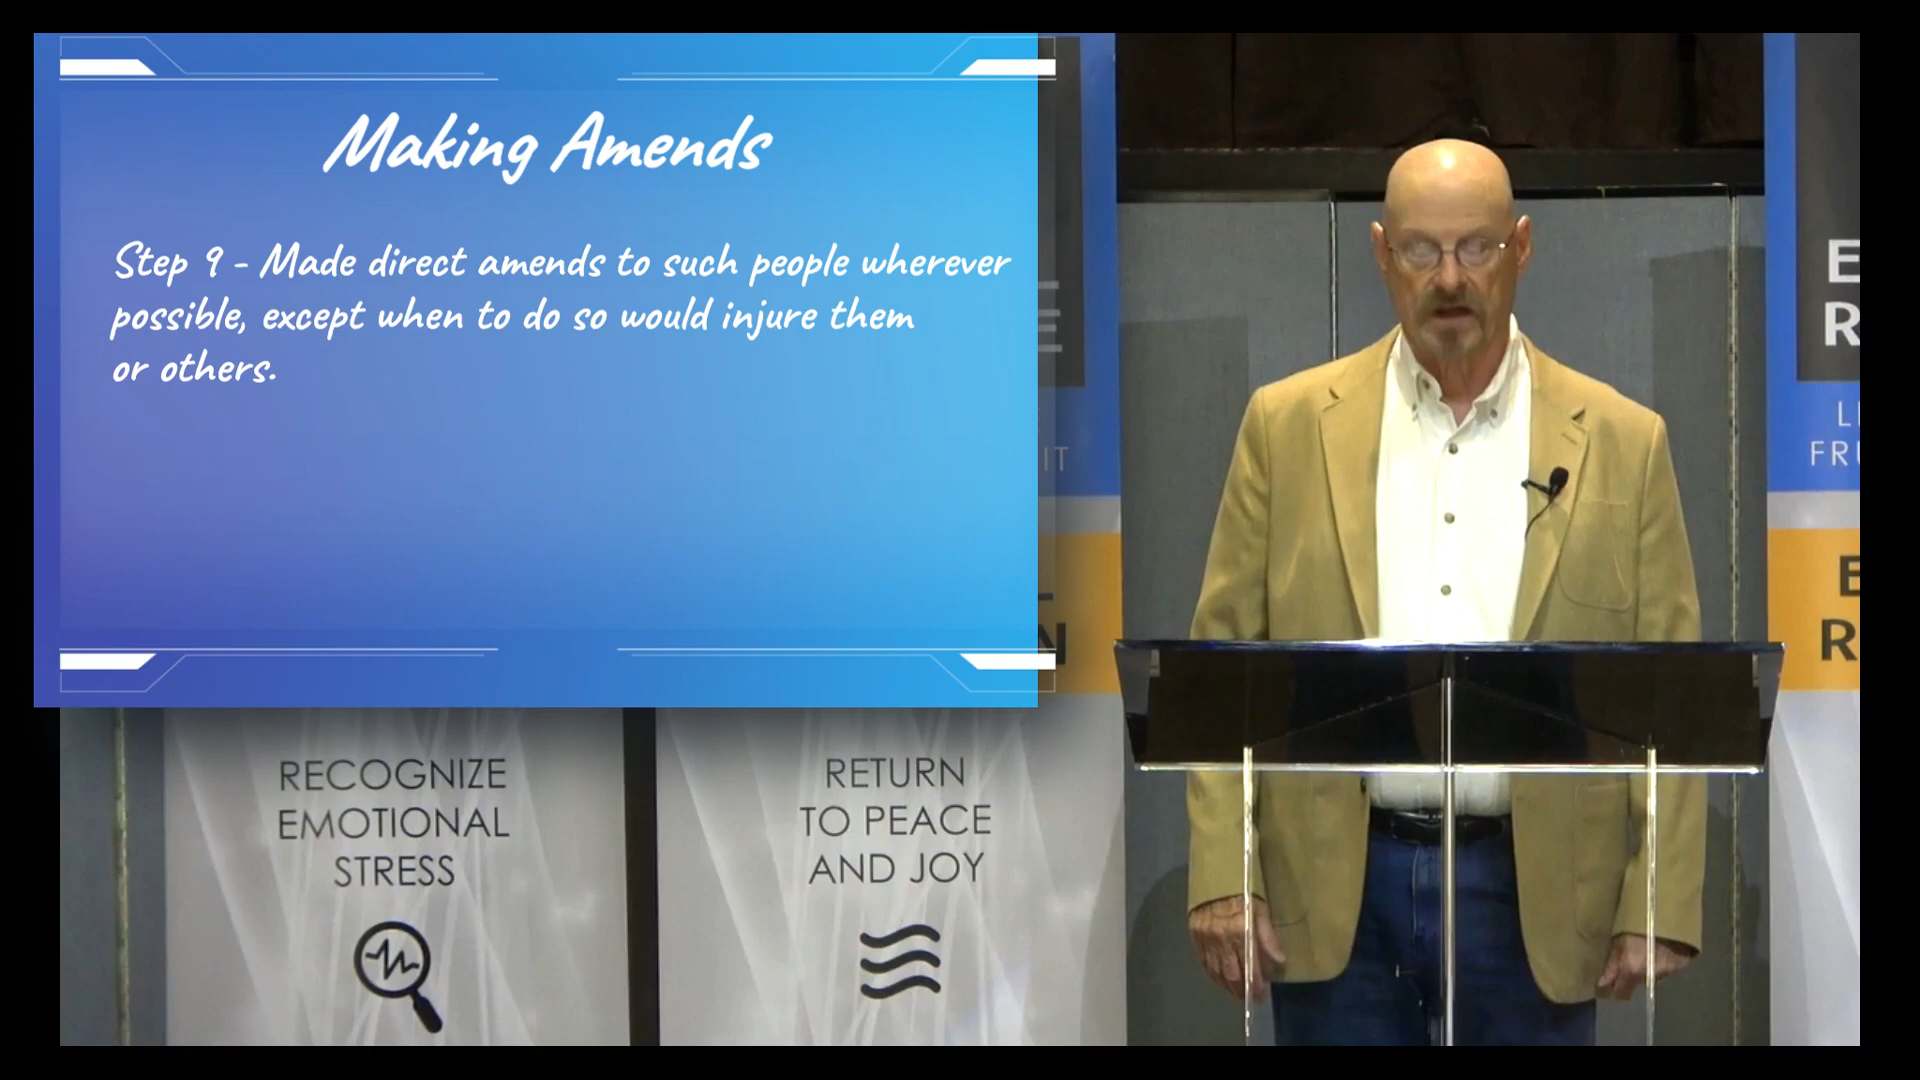 Making Amends
Step 9 - Made direct amends to such people wherever
possible, except when to do so would injure them
or others.
RECOGNIZE
EMOTIONAL
STRESS
RETURN
TO PEACE
AND JOY